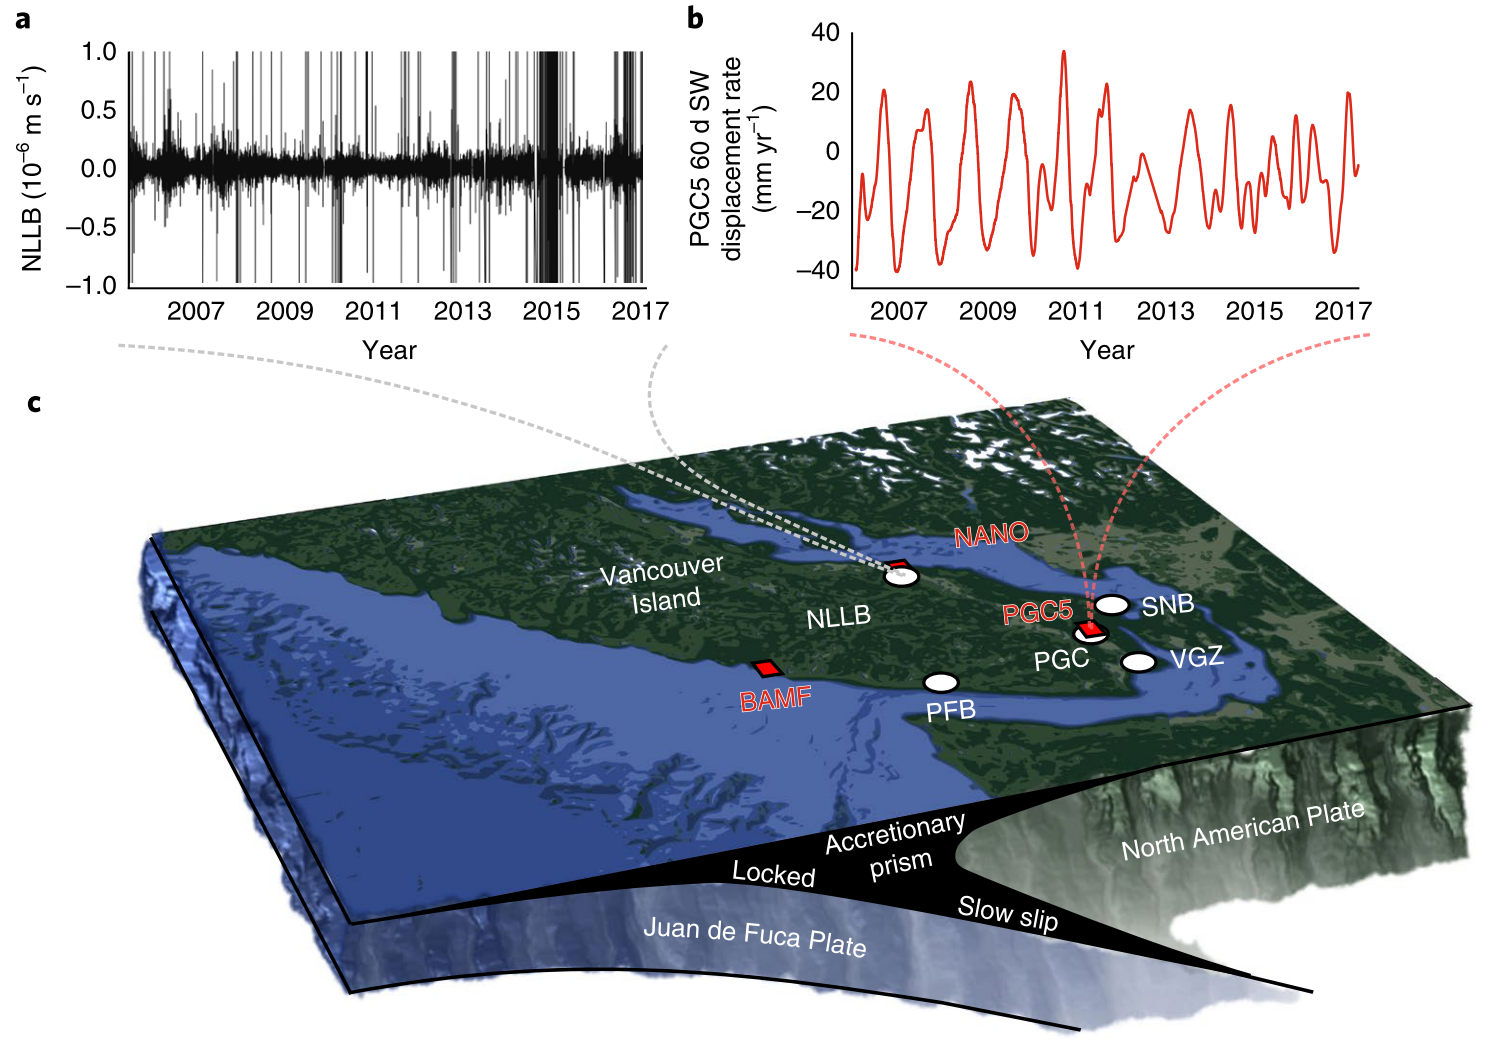 a
NLLB (10⁻⁶ m s⁻¹)
1.0
0.5
0.0
−0.5
−1.0
2007 2009 2011 2013 2015 2017
Year
b
PGC5 60 d SW
displacement rate
(mm yr⁻¹)
40
20
0
−20
−40
2007 2009 2011 2013 2015 2017
Year
c
NANO
Vancouver
Island
NLLB
PGC5
SNB
PGC
VGZ
BAMF
PFB
Accretionary
prism
North American Plate
Locked
Slow slip
Juan de Fuca Plate